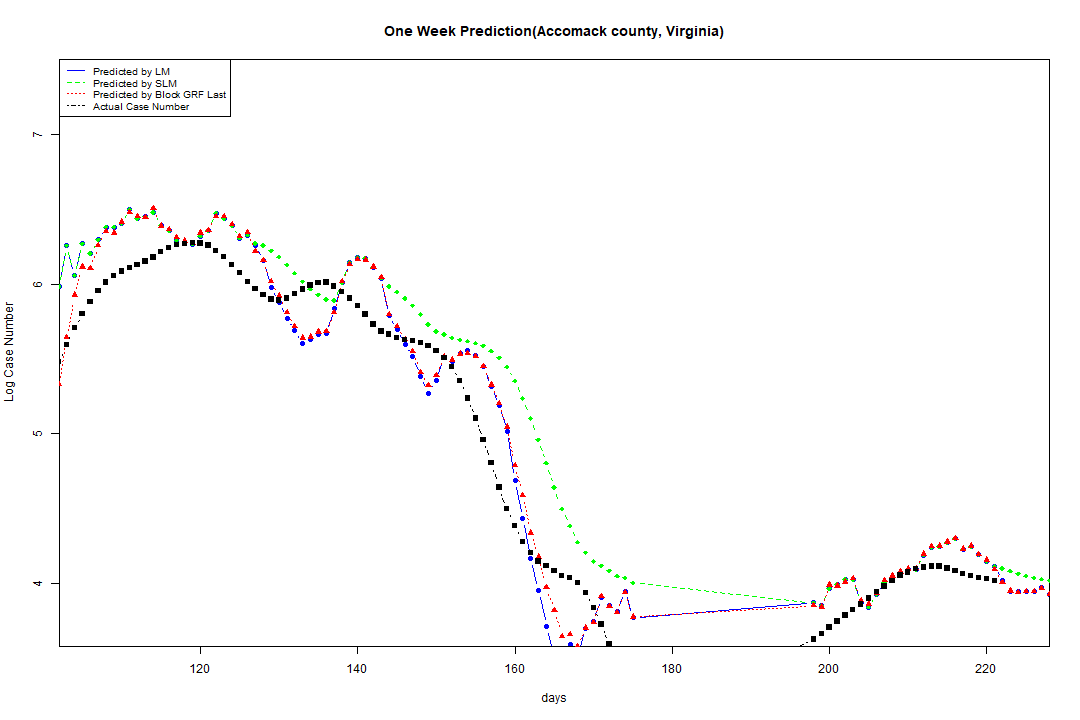 One Week Prediction(Accomack county, Virginia)
Predicted by LM
Predicted by SLM
Predicted by Block GRF Last
Actual Case Number
7
6
5
4
Log Case Number
120 140 160 180 200 220
days